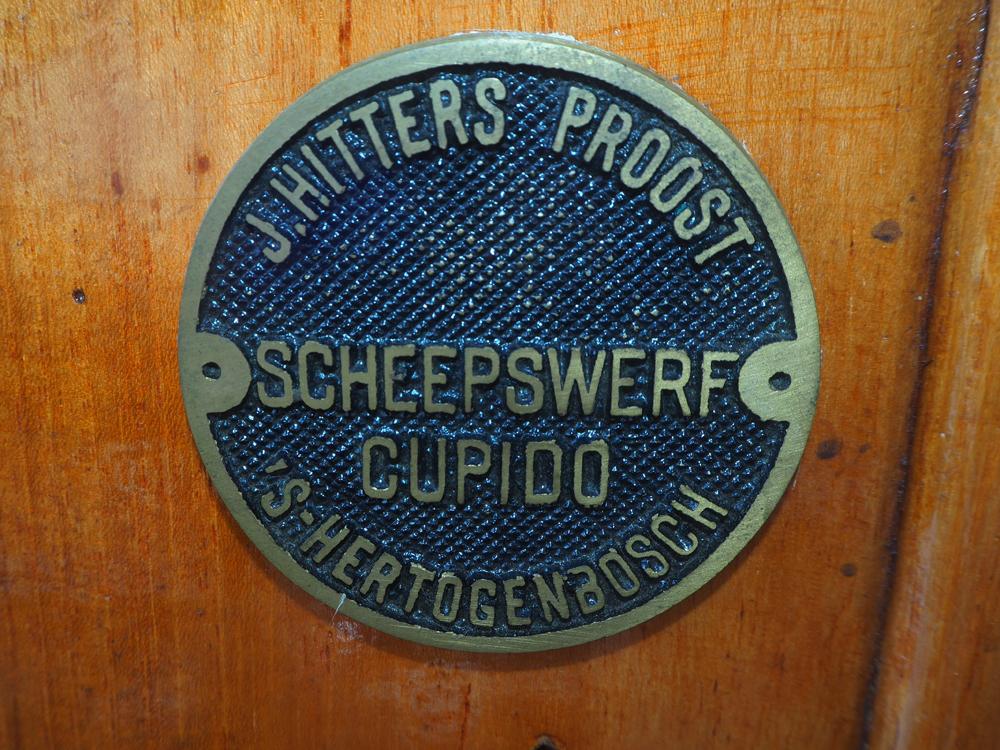 J. HITTERS PROOST
SCHEEPSWERF
CUPIDO
'S-HERTOGENBOSCH